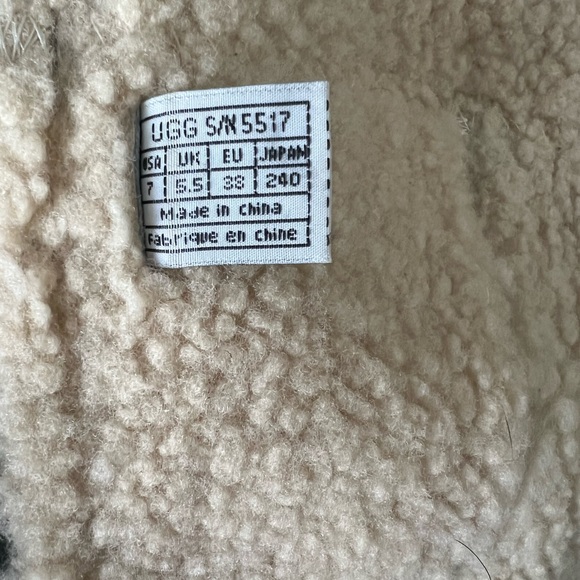 UGG S/N 5517
USA UK EU JAPAN
7 5.5 38 240
Made in china
Fabrique en chine